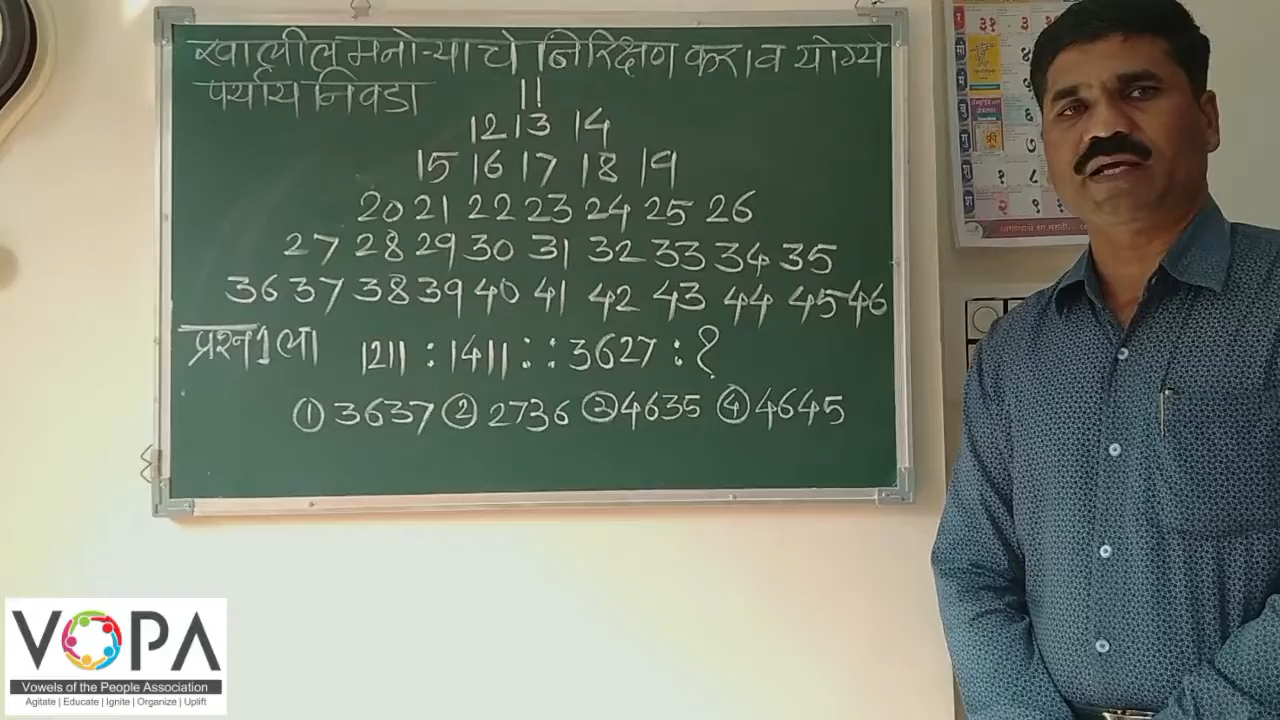 खालील मनोऱ्याचे निरिक्षण करा व योग्य
पर्याय निवडा
11
12 13 14
15 16 17 18 19
20 21 22 23 24 25 26
27 28 29 30 31 32 33 34 35
36 37 38 39 40 41 42 43 44 45 46
प्रश्न 1 ला 1211 : 1411 :: 3627 : ?
① 3637 ② 2736 ③ 4635 ④ 4645
VOPA
Vowels of the People Association
Agitate | Educate | Ignite | Organize | Uplift